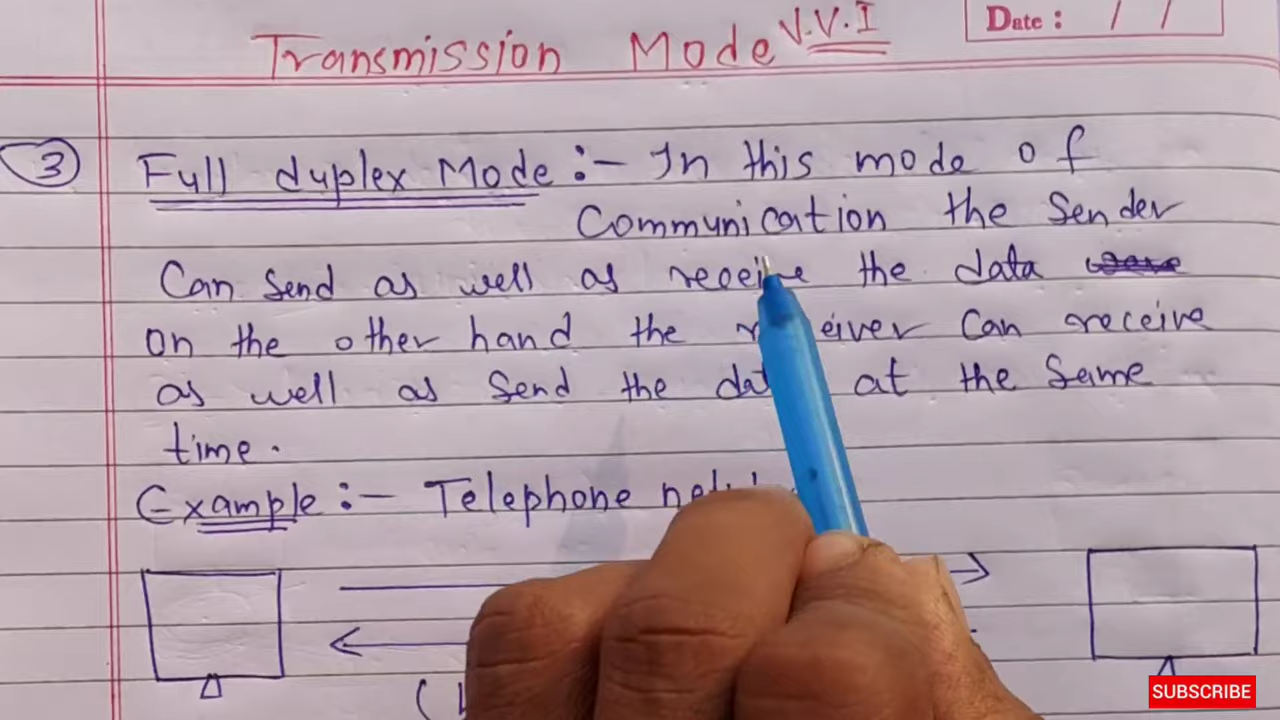 Date : / /
Transmission Mode V.V.I
3 Full duplex Mode :- In this mode of
Communication the Sender
Can Send as well as receive the data
on the other hand the receiver Can receive
as well as Send the data at the Same
time.
Example :- Telephone
SUBSCRIBE